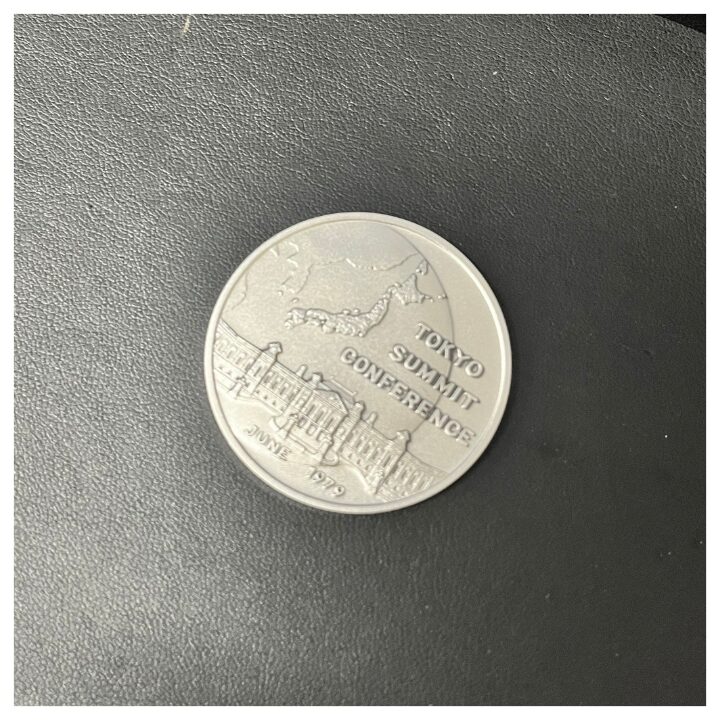 TOKYO
SUMMIT
CONFERENCE
JUNE 1979